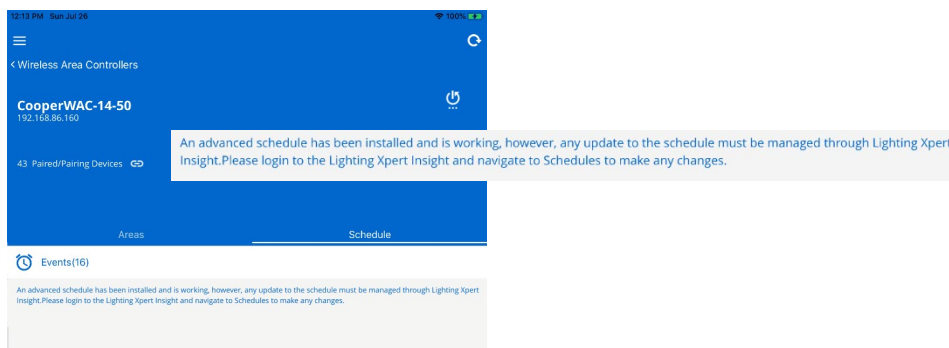 12:13 PM Sun Jul 26
100%
< Wireless Area Controllers
CooperWAC-14-50
192.168.86.160
43 Paired/Pairing Devices
An advanced schedule has been installed and is working, however, any update to the schedule must be managed through Lighting Xpert
Insight.Please login to the Lighting Xpert Insight and navigate to Schedules to make any changes.
Areas
Schedule
Events(16)
An advanced schedule has been installed and is working, however, any update to the schedule must be managed through Lighting Xpert
Insight.Please login to the Lighting Xpert Insight and navigate to Schedules to make any changes.